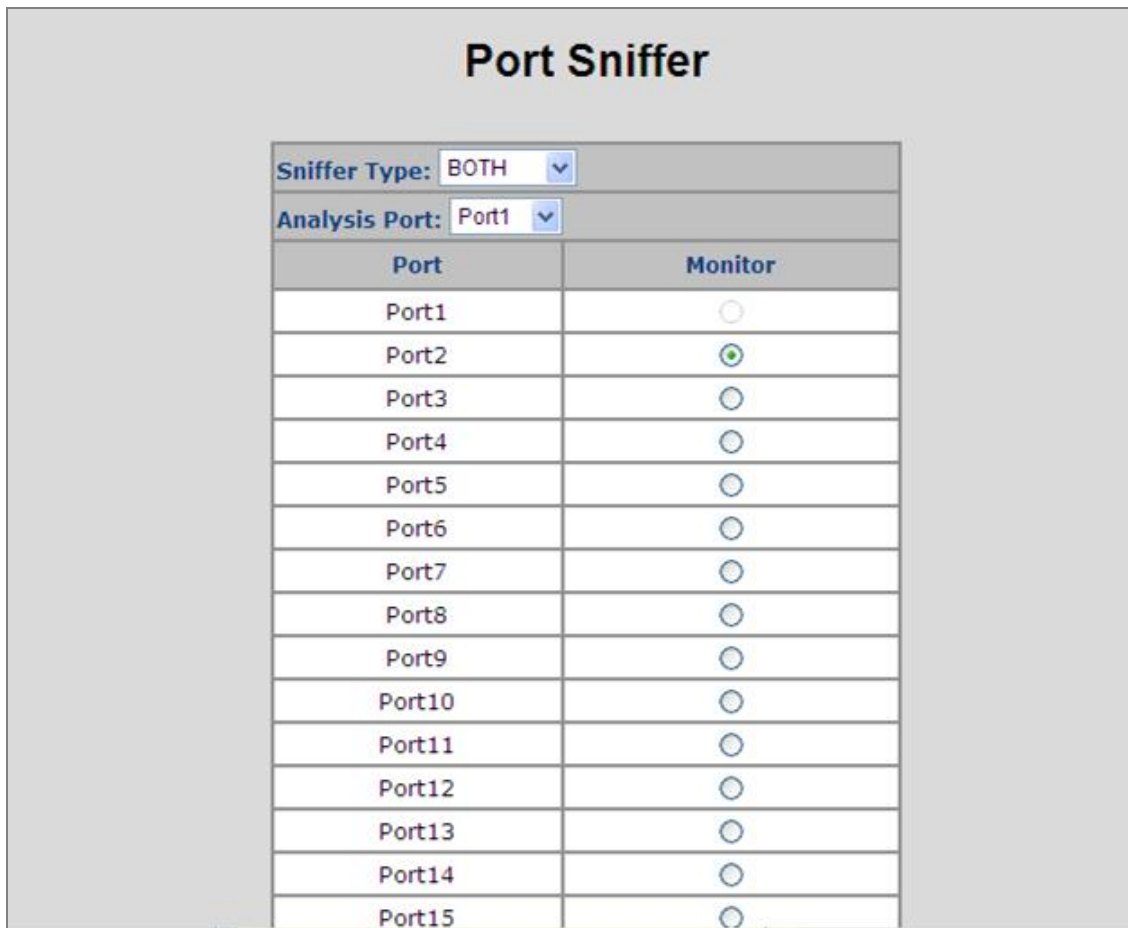 Port Sniffer
Sniffer Type: BOTH
Analysis Port: Port1
Port Monitor
Port1
Port2
Port3
Port4
Port5
Port6
Port7
Port8
Port9
Port10
Port11
Port12
Port13
Port14
Port15